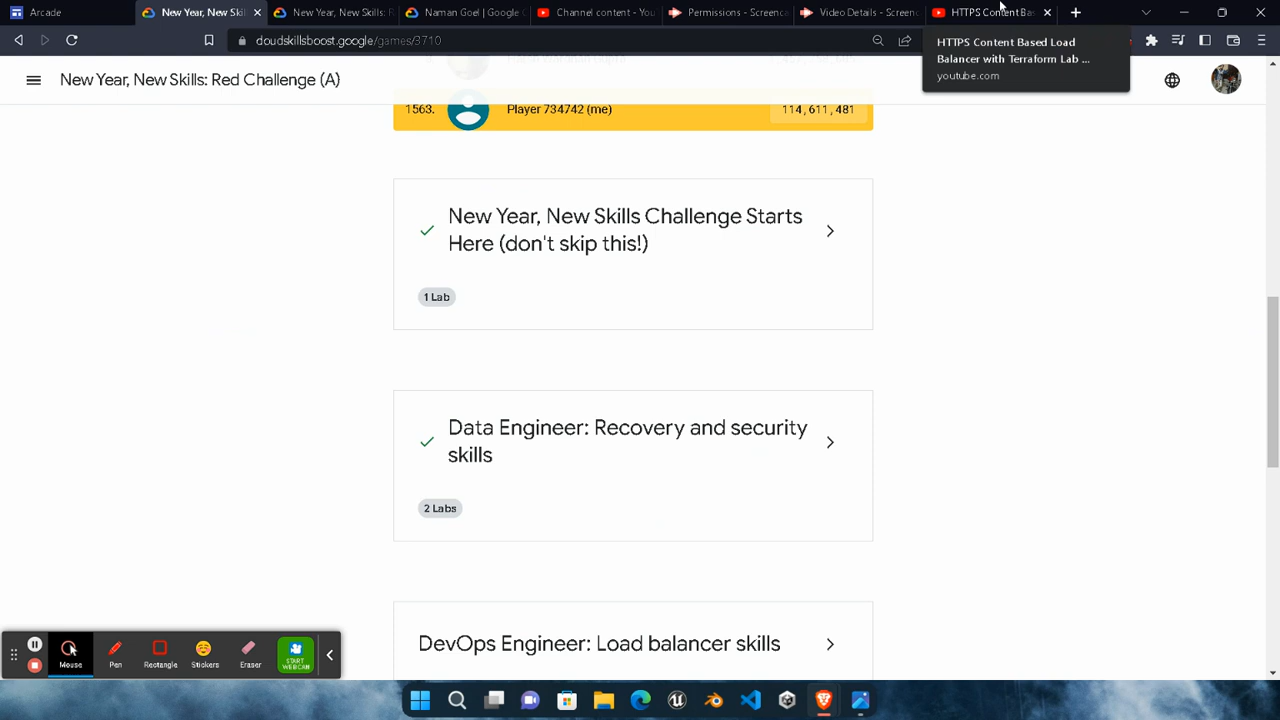 Arcade
New Year, New Skil
New Year, New Skills: R
Naman Goel | Google C
Channel content - You
Permissions - Screenca
Video Details - Screenc
HTTPS Content Bas
cloudskillsboost.google/games/3710
HTTPS Content Based Load
Balancer with Terraform Lab ...
youtube.com
New Year, New Skills: Red Challenge (A)
1563. Player 734742 (me) 114,611,481
New Year, New Skills Challenge Starts
Here (don't skip this!)
1 Lab
Data Engineer: Recovery and security
skills
2 Labs
DevOps Engineer: Load balancer skills
Mouse
Pen
Rectangle
Stickers
Eraser
START
WEBCAM